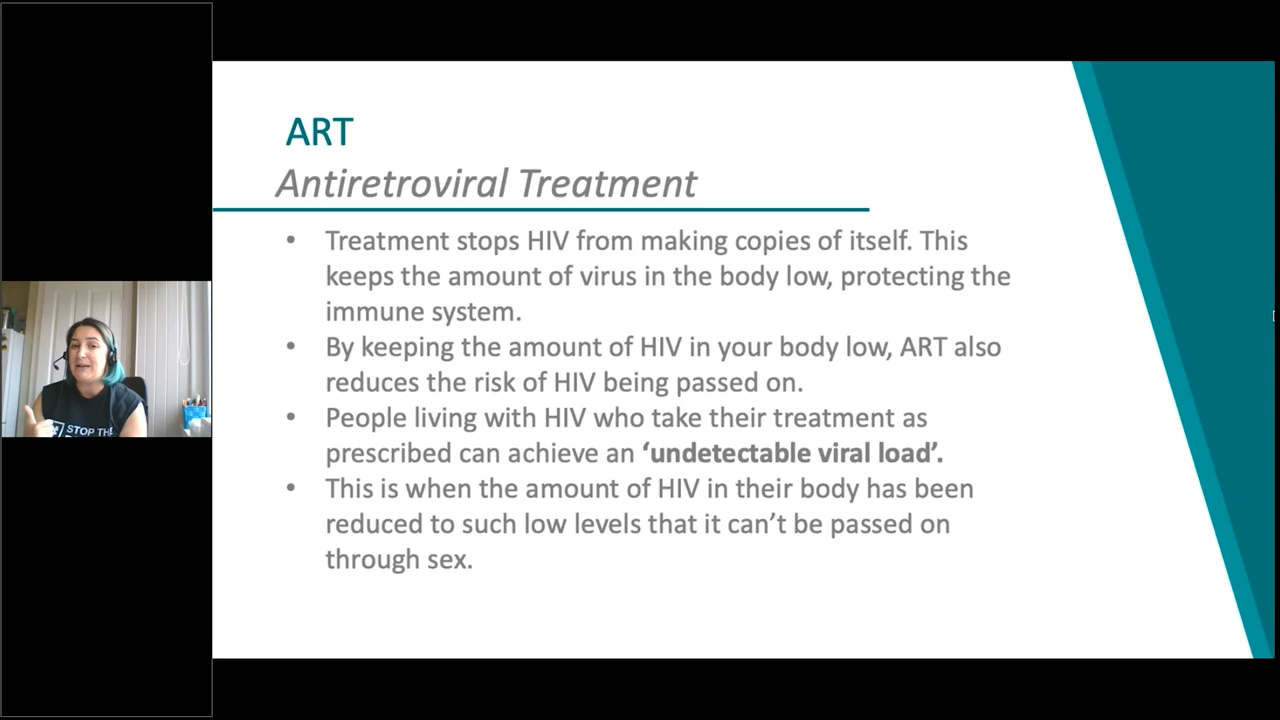 ART
Antiretroviral Treatment
• Treatment stops HIV from making copies of itself. This
keeps the amount of virus in the body low, protecting the
immune system.
• By keeping the amount of HIV in your body low, ART also
reduces the risk of HIV being passed on.
• People living with HIV who take their treatment as
prescribed can achieve an ‘undetectable viral load’.
• This is when the amount of HIV in their body has been
reduced to such low levels that it can’t be passed on
through sex.
STOP TH